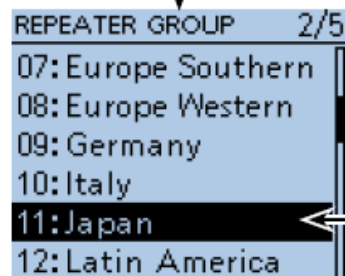 REPEATER GROUP 2/5
07:Europe Southern
08:Europe Western
09:Germany
10:Italy
11:Japan
12:Latin America